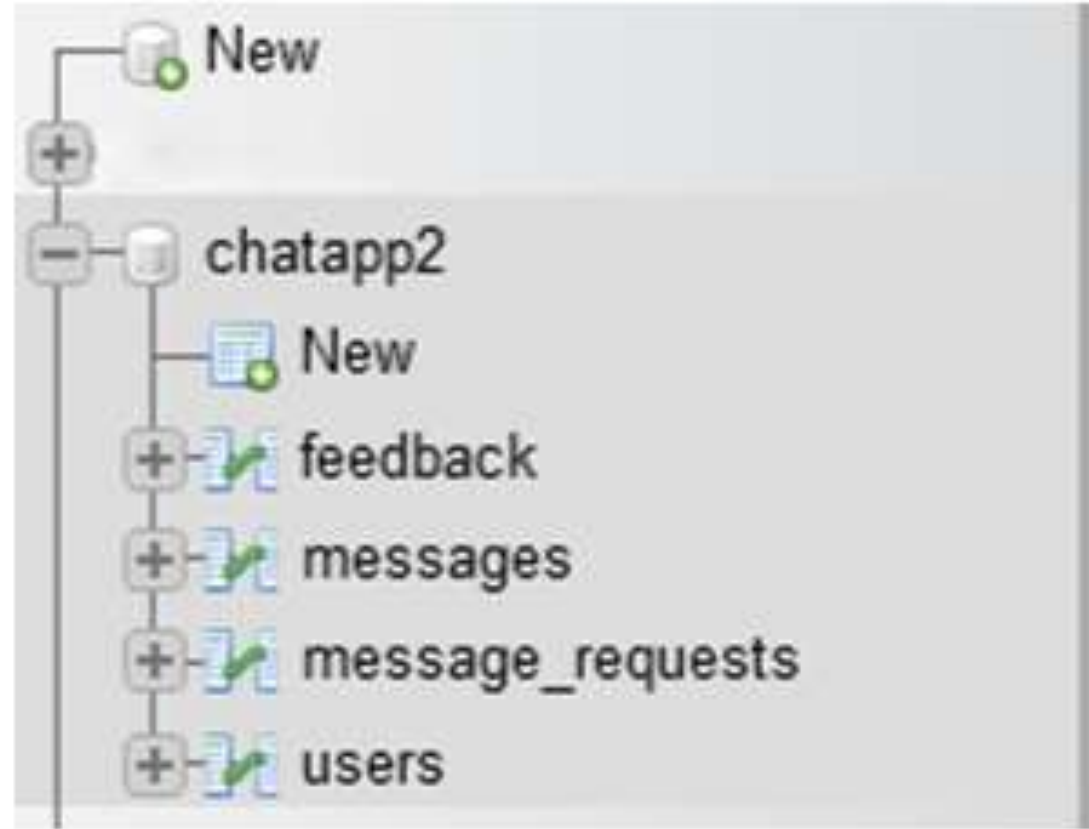 New
chatapp2
New
feedback
messages
message_requests
users